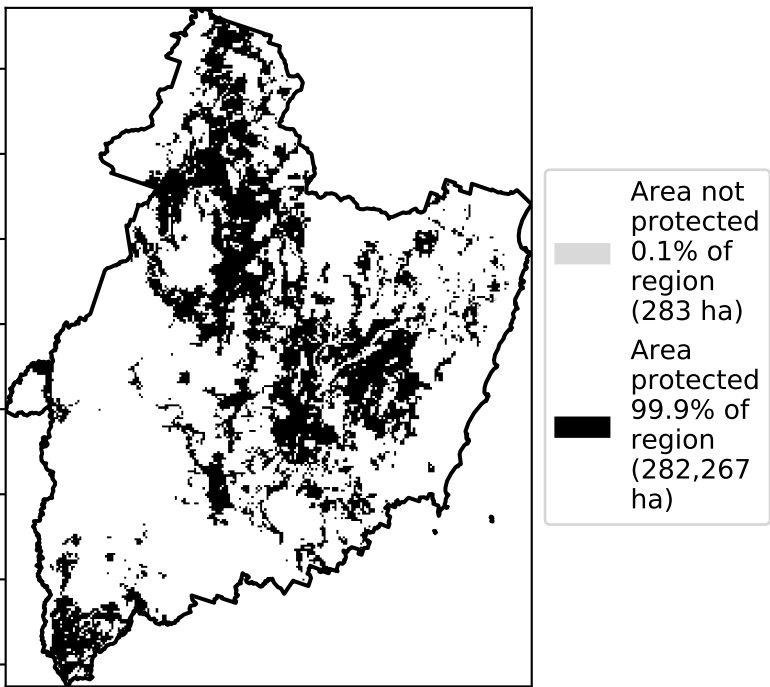 Area not
protected
0.1% of
region
(283 ha)
Area
protected
99.9% of
region
(282,267
ha)